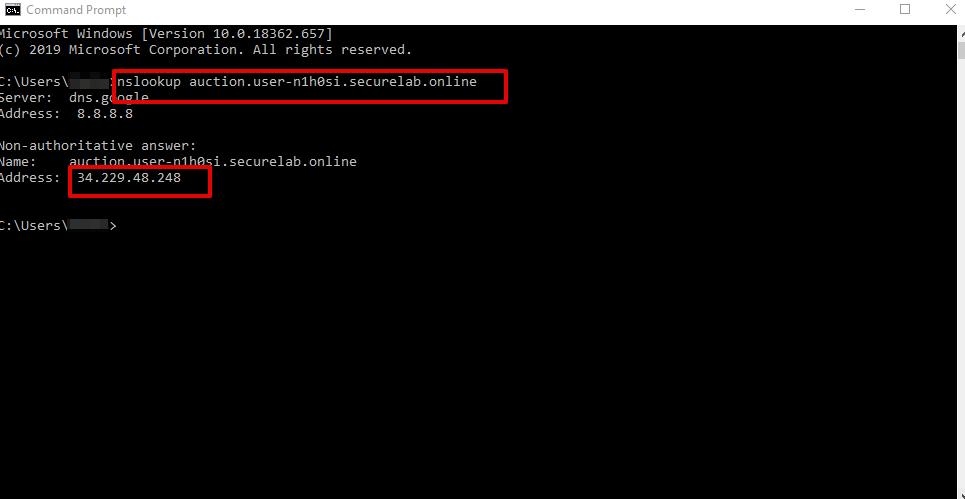 Command Prompt
Microsoft Windows [Version 10.0.18362.657]
(c) 2019 Microsoft Corporation. All rights reserved.
C:\Users\ nslookup auction.user-n1h0si.securelab.online
Server: dns.google
Address: 8.8.8.8
Non-authoritative answer:
Name: auction.user-n1h0si.securelab.online
Address: 34.229.48.248
C:\Users\ >